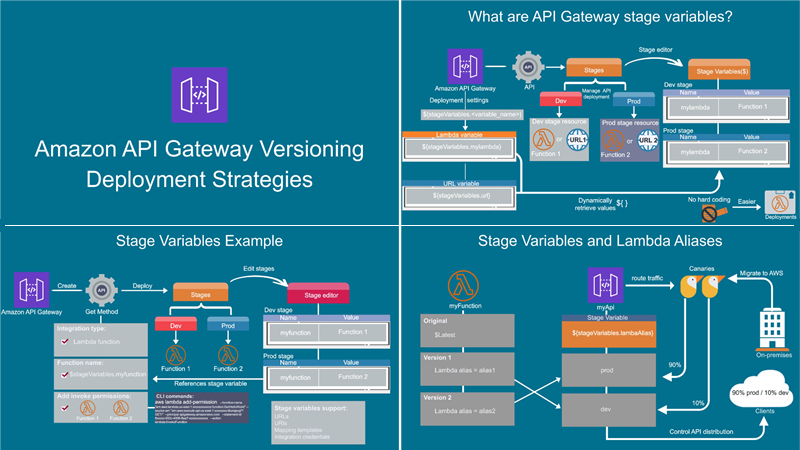 Amazon API Gateway Versioning
Deployment Strategies
What are API Gateway stage variables?
Stage editor
Amazon API Gateway
API
API
Stages
Stage Variables($)
Manage API
deployment
Deployment settings
Dev
Prod
Dev stage
Name
Value
mylambda
Function 1
${stageVariables.<variable_name>}
Dev stage resource
Prod stage resource
Lambda variable
${stageVariables.mylambda}
or
URL1
or
URL 2
Function 1
Function 2
Prod stage
Name
Value
mylambda
Function 2
URL variable
${stageVariables.url}
Dynamically
retrieve values
${ }
No hard coding
Easier
Deployments
Stage Variables Example
Edit stages
Create
Deploy
API
Stages
Stage editor
Amazon API Gateway
Get Method
Dev stage
Name
Value
myfunction
Function 1
Dev
Prod
Integration type:
Lambda function
Function 1
Function 2
Prod stage
Name
Value
myfunction
Function 2
Function name:
$stageVariables.myfunction
References stage variable
Add invoke permissions:
Function 1
Function 2
CLI commands:
aws lambda add-permission
Stage variables support:
URLs
URIs
Mapping templates
Integration credentials
Stage Variables and Lambda Aliases
Canaries
route traffic
Migrate to AWS
myFunction
myApi
Stage Variable
${stageVariables.lambaAlias}
Original
$Latest
On-premises
Version 1
Lambda alias = alias1
prod
90%
Version 2
Lambda alias = alias2
dev
10%
90% prod / 10% dev
Clients
Control API distribution